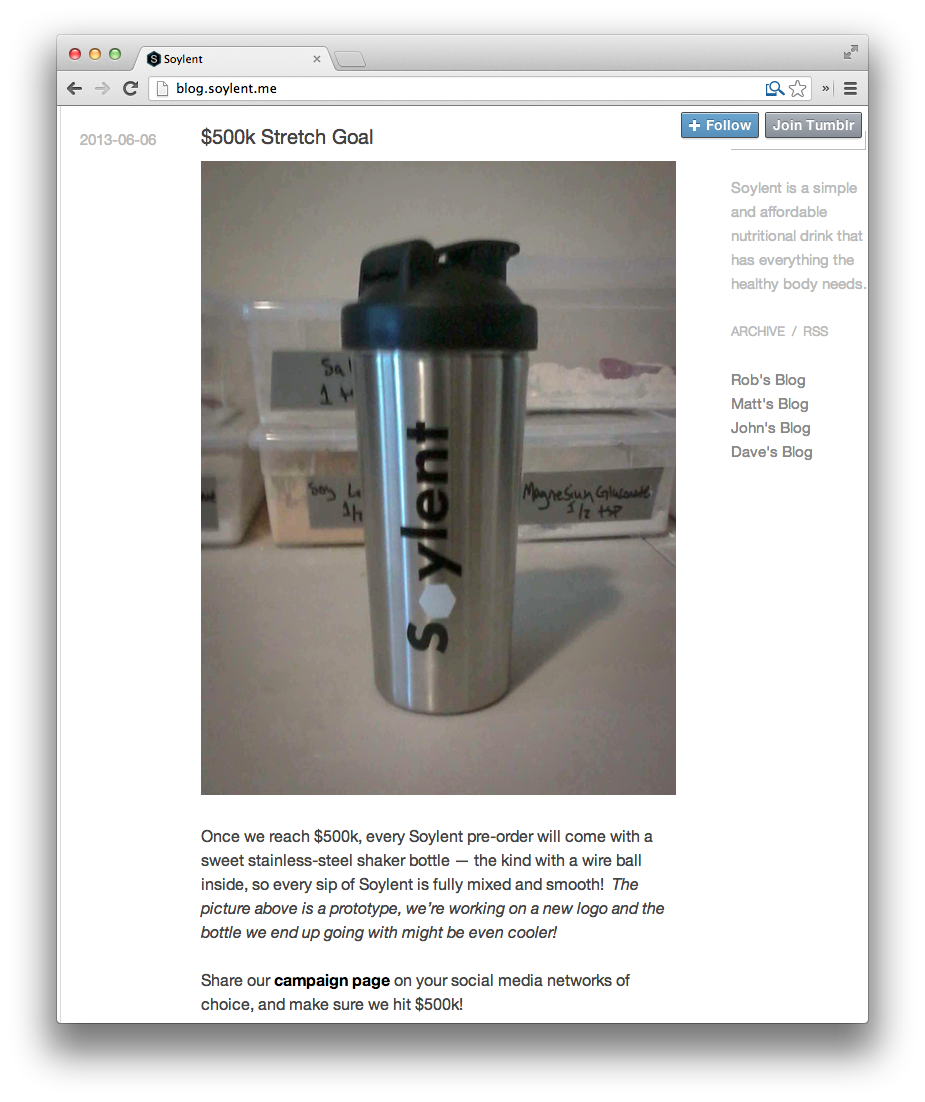 Soylent
blog.soylent.me
»
+ Follow
Join Tumblr
2013-06-06
$500k Stretch Goal
Sal
1
Soy L
1/2
Magnesium Gluconate
1/2 tsp
Soylent
Once we reach $500k, every Soylent pre-order will come with a
sweet stainless-steel shaker bottle — the kind with a wire ball
inside, so every sip of Soylent is fully mixed and smooth! The
picture above is a prototype, we're working on a new logo and the
bottle we end up going with might be even cooler!
Share our campaign page on your social media networks of
choice, and make sure we hit $500k!
Soylent is a simple
and affordable
nutritional drink that
has everything the
healthy body needs.
ARCHIVE / RSS
Rob's Blog
Matt's Blog
John's Blog
Dave's Blog